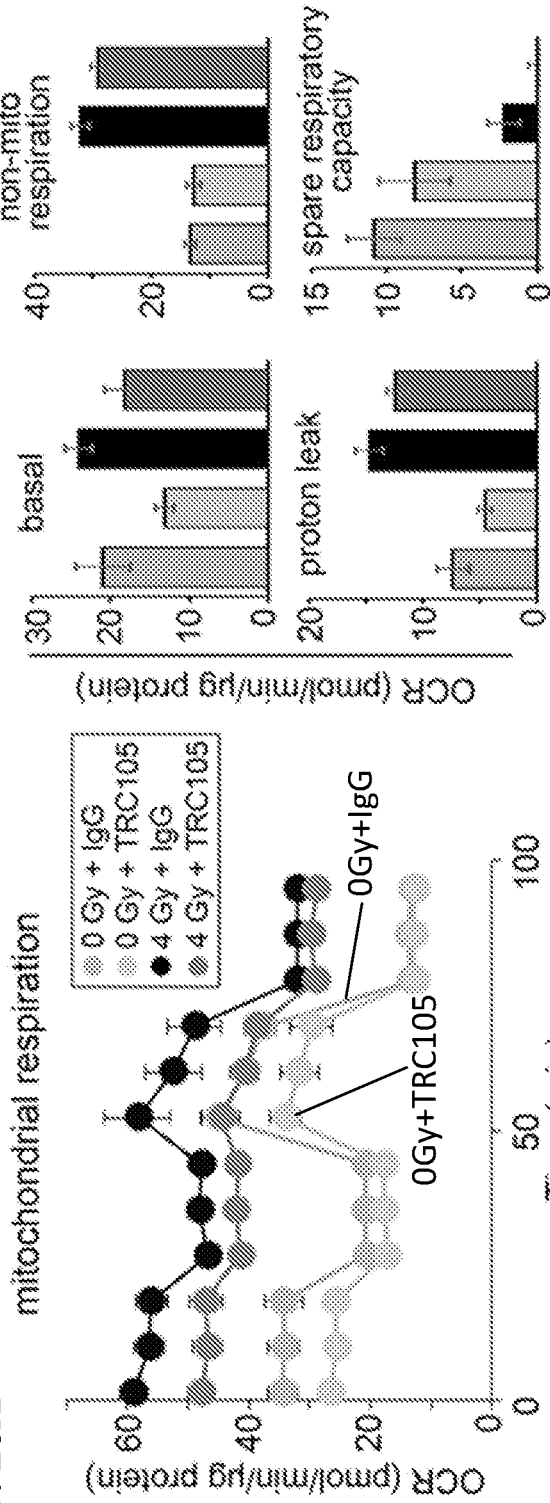 mitochondrial respiration
OCR (pmol/min/µg protein)
60
40
20
0
0
50
100
0 Gy + IgG
0 Gy + TRC105
4 Gy + IgG
4 Gy + TRC105
0Gy+IgG
0Gy+TRC105
OCR (pmol/min/µg protein)
basal
30
20
10
0
non-mito
respiration
40
20
0
proton leak
20
10
0
spare respiratory
capacity
15
10
5
0